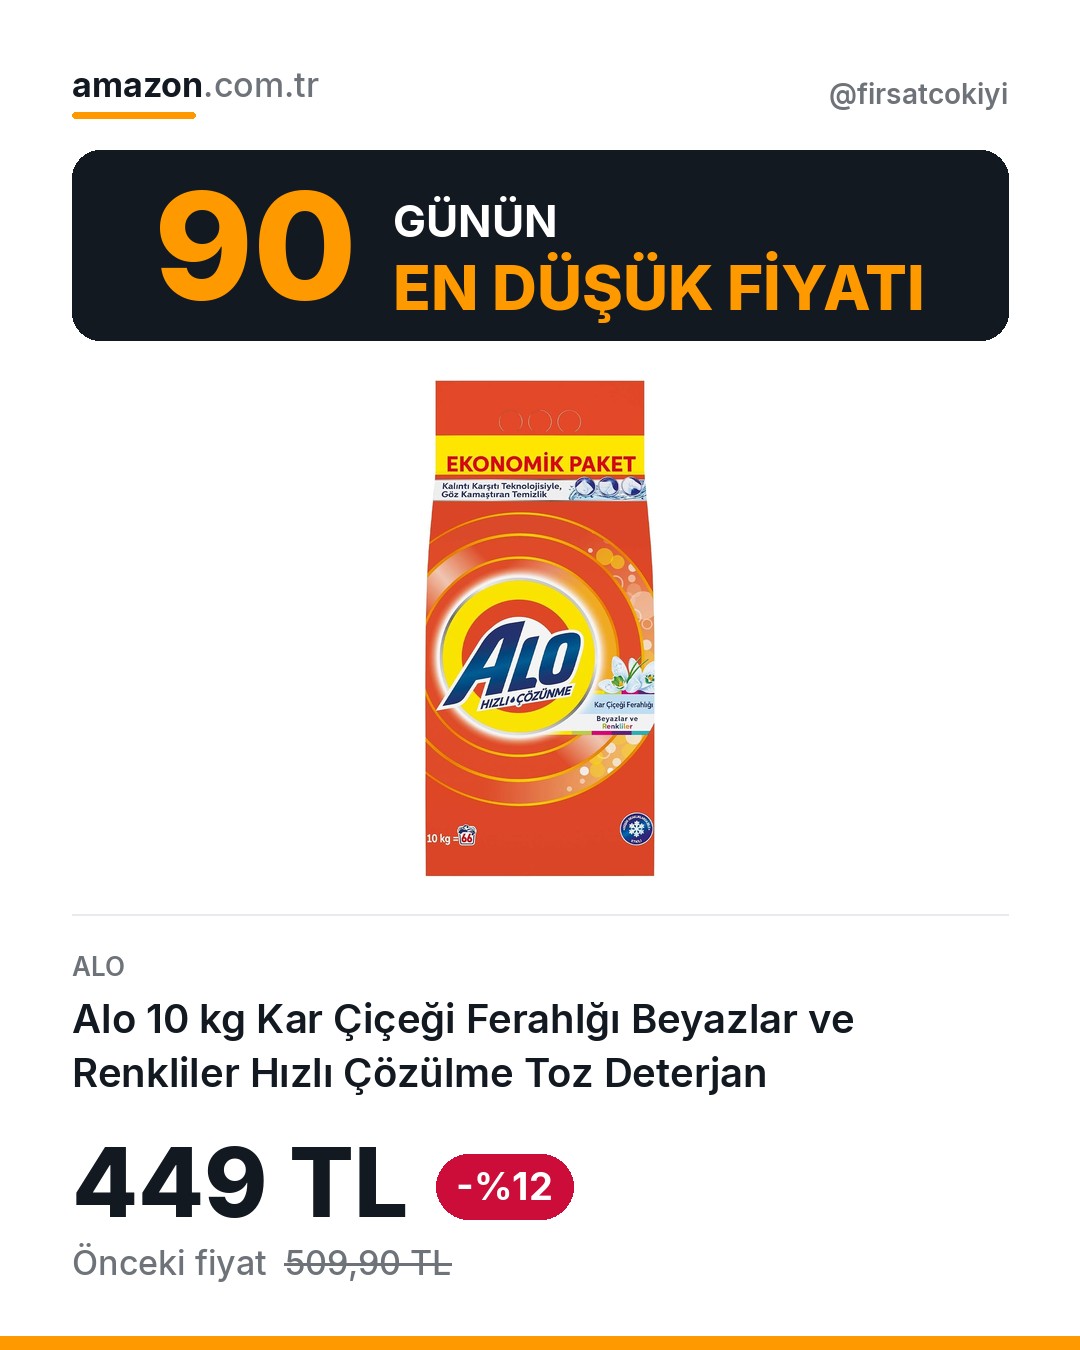 amazon.com.tr
@firsatcokiyi
90
GÜNÜN
EN DÜŞÜK FİYATI
EKONOMİK PAKET
Kalıntı Karşıtı Teknolojisiyle,
Göz Kamaştıran Temizlik
ALO
HIZLI ÇÖZÜNME
Kar Çiçeği Ferahlığı
Beyazlar ve
Renkliler
10 kg = 66
ALO
Alo 10 kg Kar Çiçeği Ferahlğı Beyazlar ve
Renkliler Hızlı Çözülme Toz Deterjan
449 TL
-%12
Önceki fiyat 509,90 TL